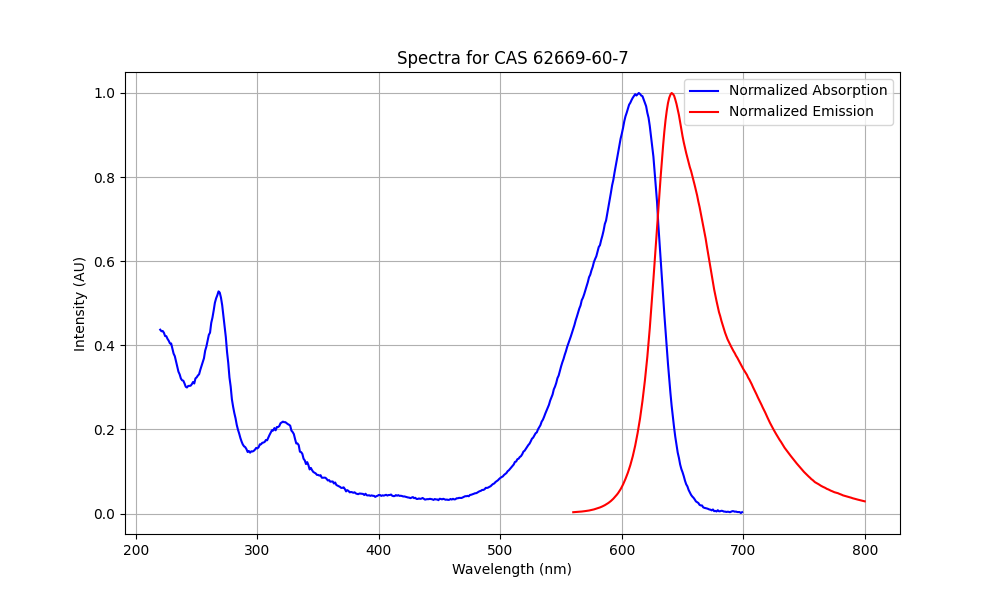 Spectra for CAS 62669-60-7
Normalized Absorption
Normalized Emission
Intensity (AU)
1.0
0.8
0.6
0.4
0.2
0.0
200 300 400 500 600 700 800
Wavelength (nm)